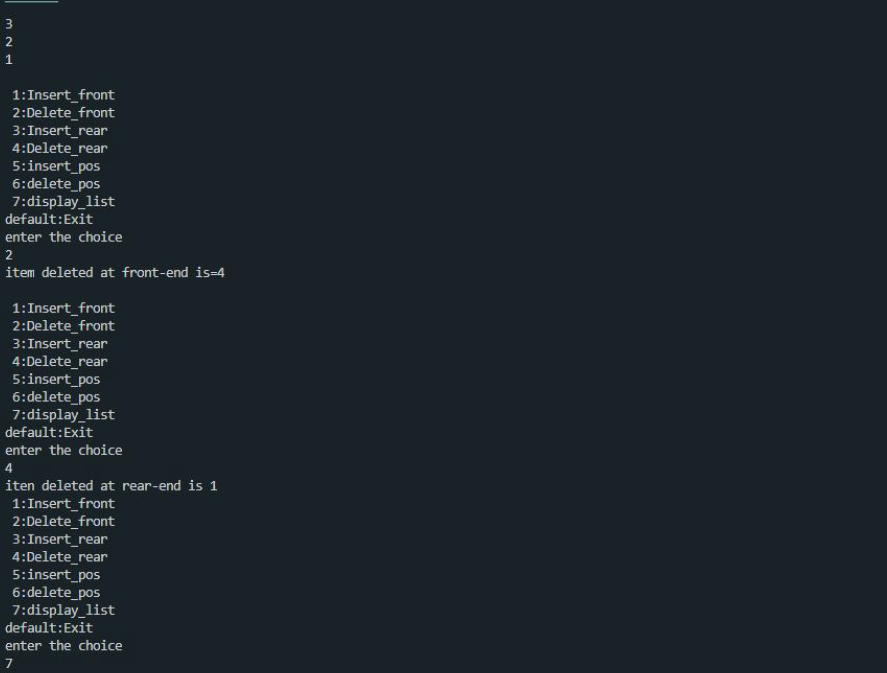 3
2
1
1:Insert_front
2:Delete_front
3:Insert_rear
4:Delete_rear
5:insert_pos
6:delete_pos
7:display_list
default:Exit
enter the choice
2
item deleted at front-end is=4
1:Insert_front
2:Delete_front
3:Insert_rear
4:Delete_rear
5:insert_pos
6:delete_pos
7:display_list
default:Exit
enter the choice
4
iten deleted at rear-end is 1
1:Insert_front
2:Delete_front
3:Insert_rear
4:Delete_rear
5:insert_pos
6:delete_pos
7:display_list
default:Exit
enter the choice
7